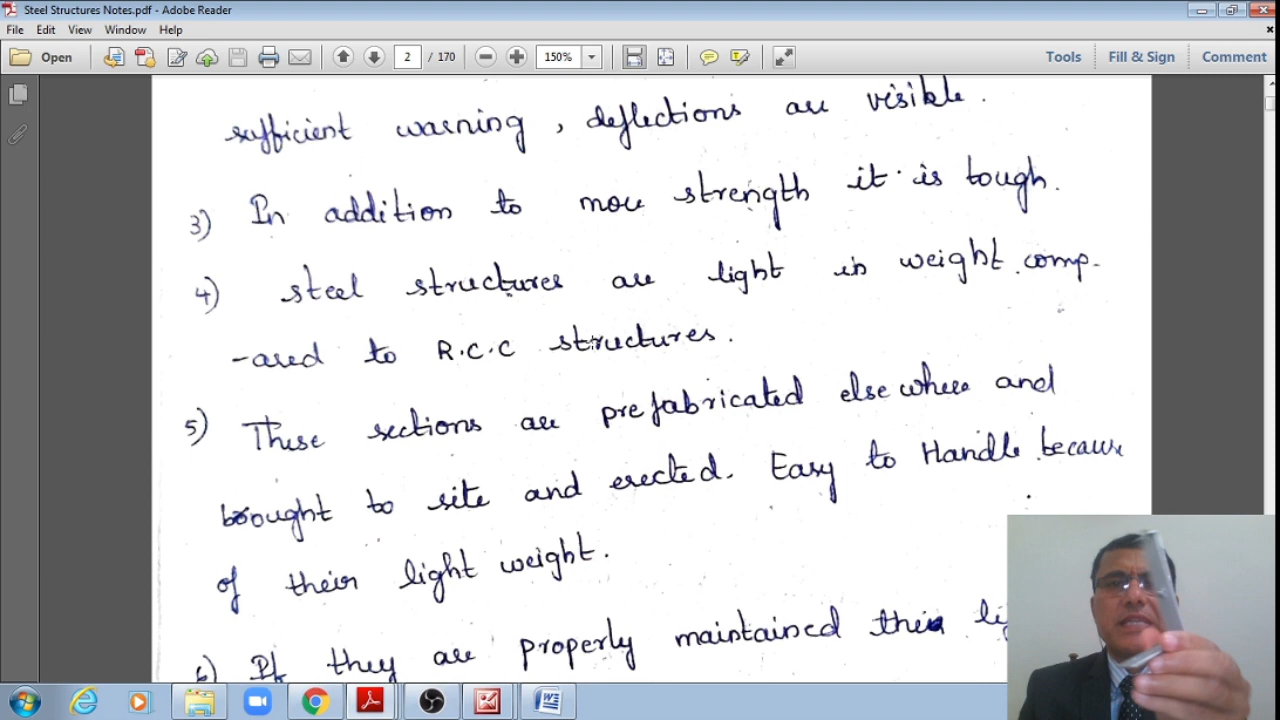 Steel Structures Notes.pdf - Adobe Reader
File Edit View Window Help
Open 2 / 170 150% Tools Fill & Sign Comment
sufficient warning, deflections are visible.
3) In addition to more strength it is tough.
4) steel structures are light in weight comp-
-ared to R.C.C structures.
5) These sections are prefabricated elsewhere and
brought to site and erected. Easy to Handle because
of their light weight.
6) If they are properly maintained their